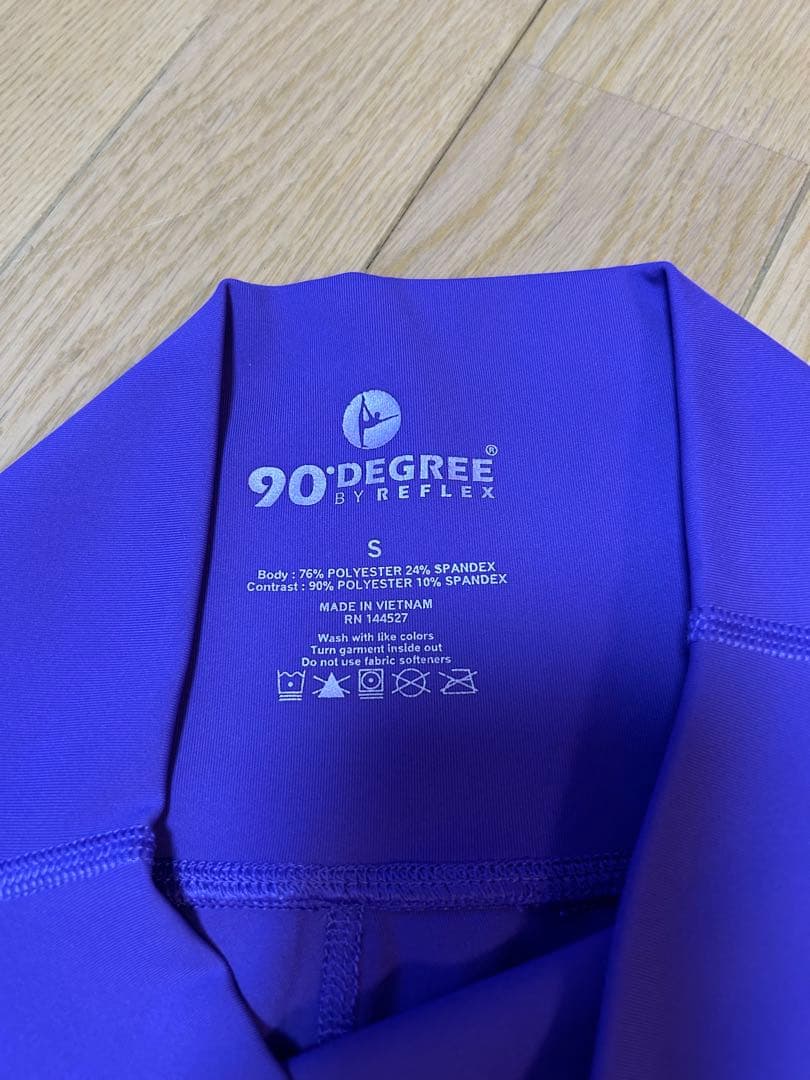 90°DEGREE®
BY REFLEX
S
Body : 76% POLYESTER 24% SPANDEX
Contrast : 90% POLYESTER 10% SPANDEX
MADE IN VIETNAM
RN 144527
Wash with like colors
Turn garment inside out
Do not use fabric softeners